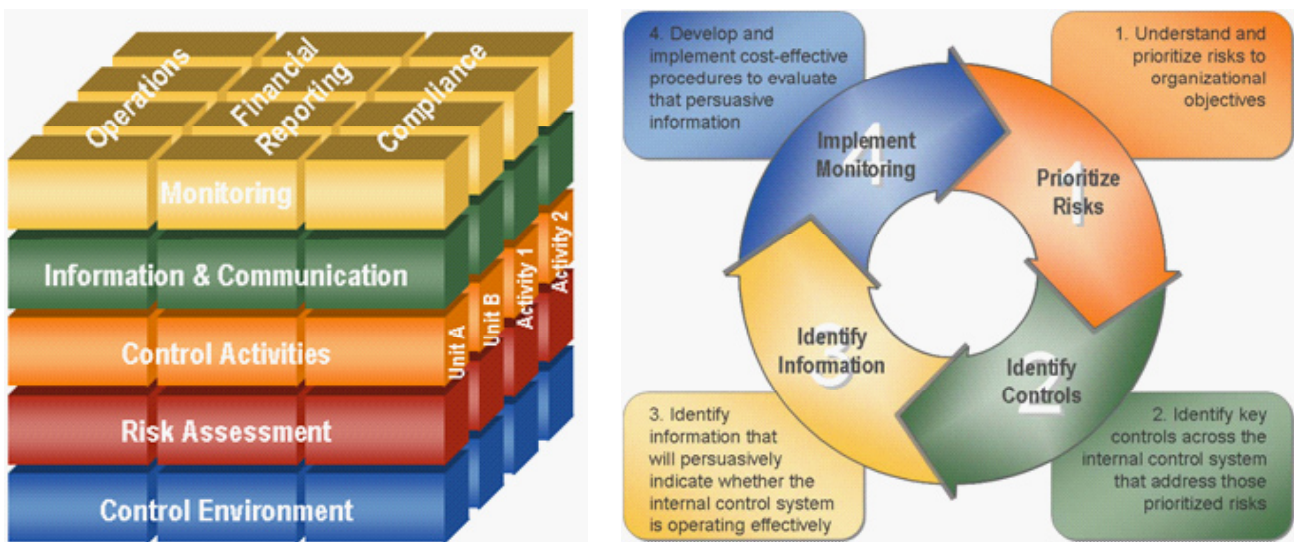 Operations
Financial
Reporting
Compliance
Monitoring
Information & Communication
Control Activities
Risk Assessment
Control Environment
Unit A
Unit B
Activity 1
Activity 2
4. Develop and
implement cost-effective
procedures to evaluate
that persuasive
information
1. Understand and
prioritize risks to
organizational
objectives
4
Implement
Monitoring
1
Prioritize
Risks
3
Identify
Information
2
Identify
Controls
3. Identify
information that
will persuasively
indicate whether the
internal control system
is operating effectively
2. Identify key
controls across the
internal control system
that address those
prioritized risks